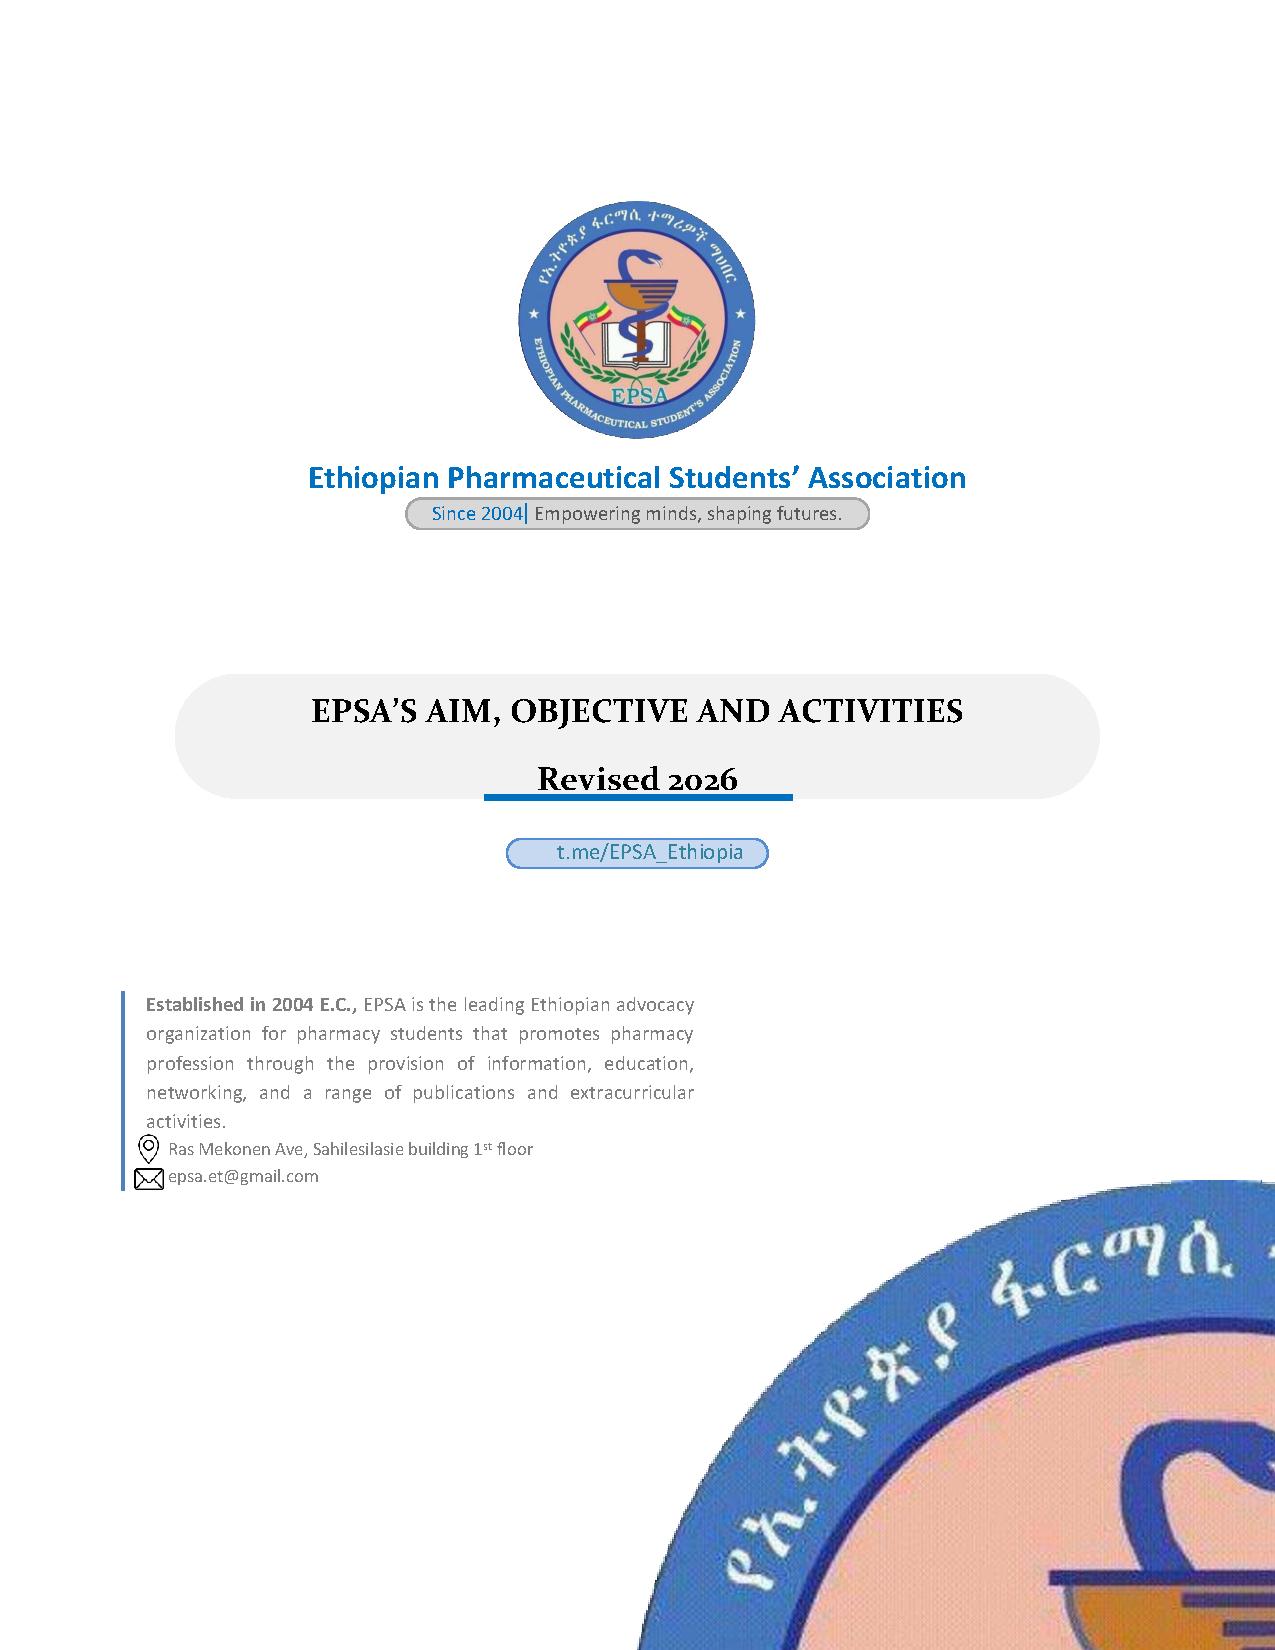 የኢትዮጵያ ፋርማሲ ተማሪዎች ማህበር
ETHIOPIAN PHARMACEUTICAL STUDENT'S ASSOCIATION
EPSA
Ethiopian Pharmaceutical Students’ Association
Since 2004| Empowering minds, shaping futures.
EPSA’S AIM, OBJECTIVE AND ACTIVITIES
Revised 2026
t.me/EPSA_Ethiopia
Established in 2004 E.C., EPSA is the leading Ethiopian advocacy
organization for pharmacy students that promotes pharmacy
profession through the provision of information, education,
networking, and a range of publications and extracurricular
activities.
Ras Mekonen Ave, Sahilesilasie building 1st floor
epsa.et@gmail.com
የኢትዮጵያ ፋርማሲ